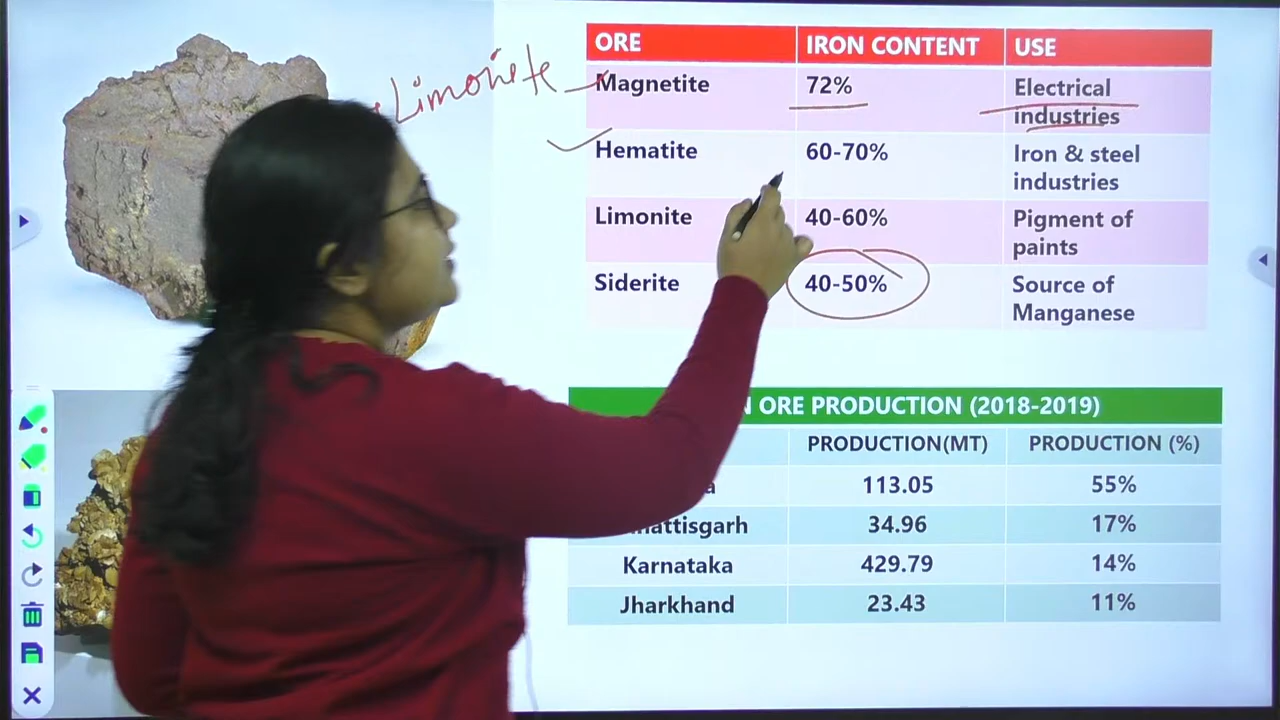 Limonite
ORE IRON CONTENT USE
Magnetite 72% Electrical
industries
Hematite 60-70% Iron & steel
industries
Limonite 40-60% Pigment of
paints
Siderite 40-50% Source of
Manganese
ORE PRODUCTION (2018-2019)
PRODUCTION(MT) PRODUCTION (%)
113.05 55%
hattisgarh 34.96 17%
Karnataka 429.79 14%
Jharkhand 23.43 11%